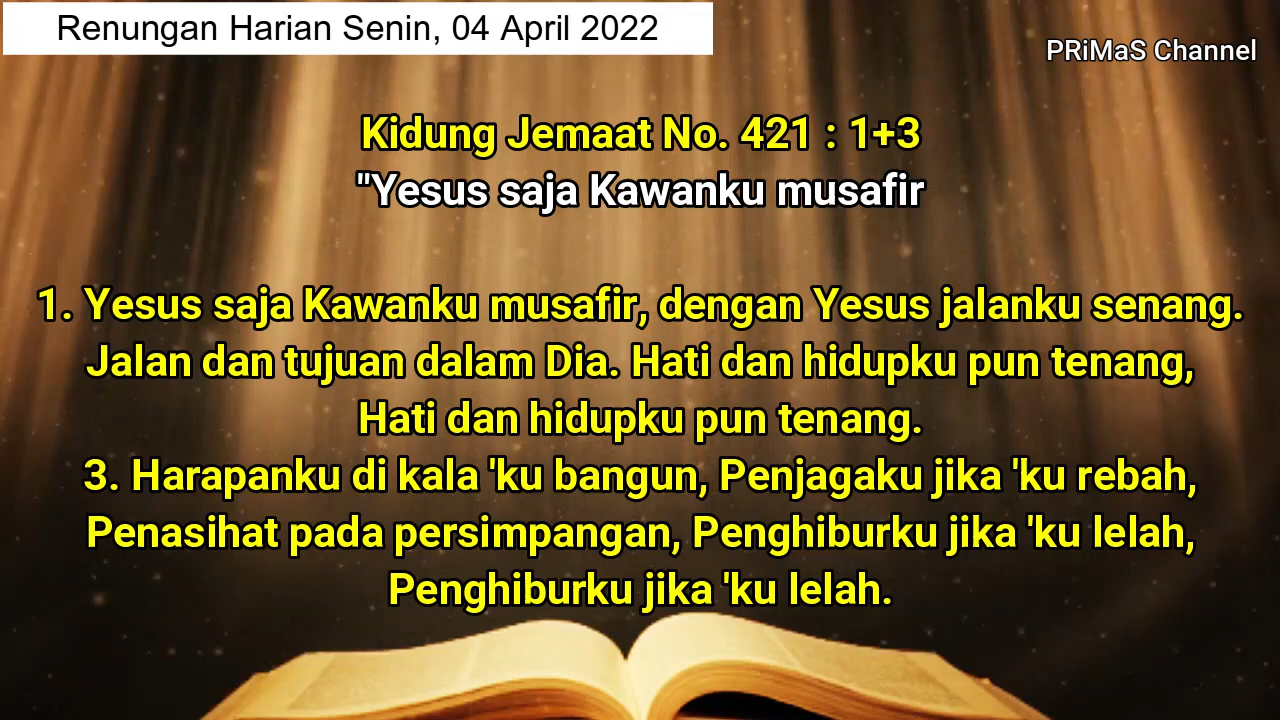 Renungan Harian Senin, 04 April 2022
PRiMaS Channel
Kidung Jemaat No. 421 : 1+3
"Yesus saja Kawanku musafir
1. Yesus saja Kawanku musafir, dengan Yesus jalanku senang.
Jalan dan tujuan dalam Dia. Hati dan hidupku pun tenang,
Hati dan hidupku pun tenang.
3. Harapanku di kala 'ku bangun, Penjagaku jika 'ku rebah,
Penasihat pada persimpangan, Penghiburku jika 'ku lelah,
Penghiburku jika 'ku lelah.